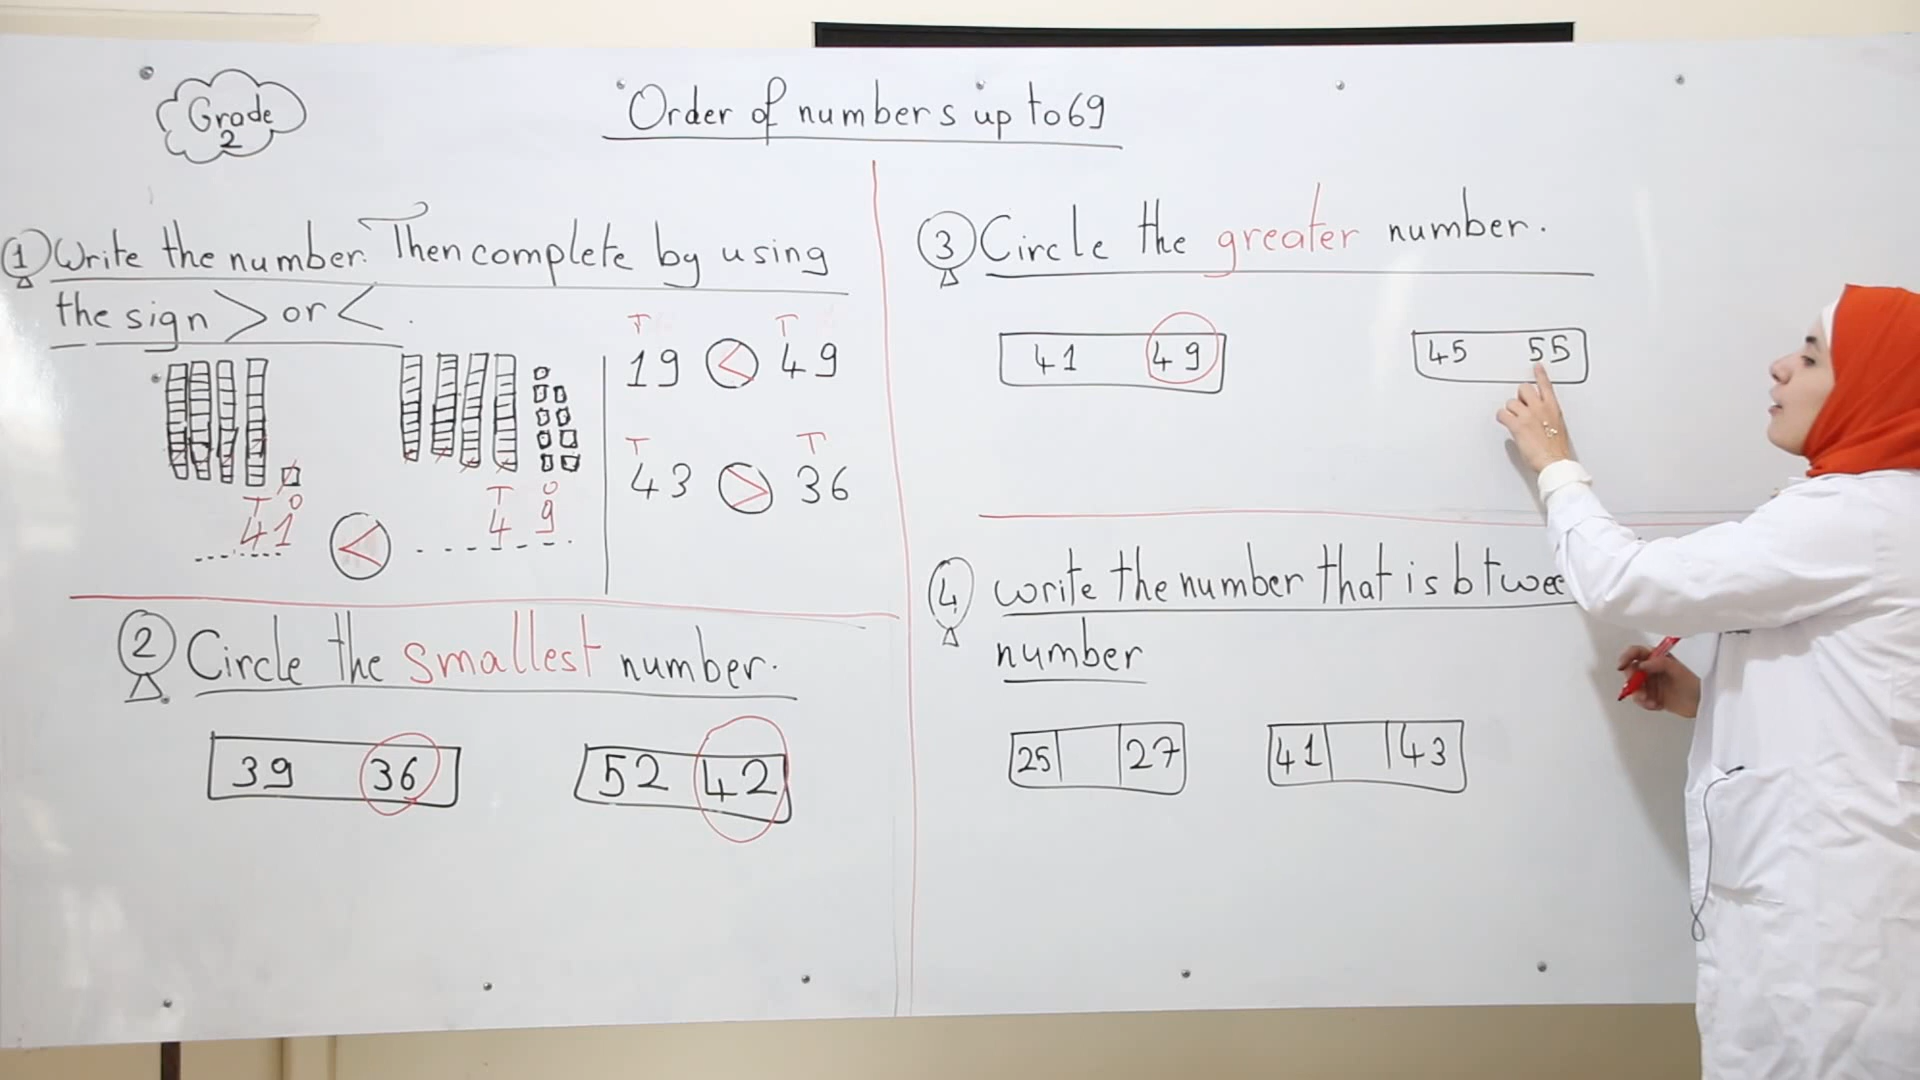 Grade
2
Order of numbers up to 69
1 Write the number. Then complete by using
the sign > or < .
T O
41 < 49
T O
T T
19 < 49
T T
43 > 36
2 Circle the smallest number.
39 36
52 42
3 Circle the greater number.
41 49
45 55
4 write the number that is btwee
number
25 27
41 43